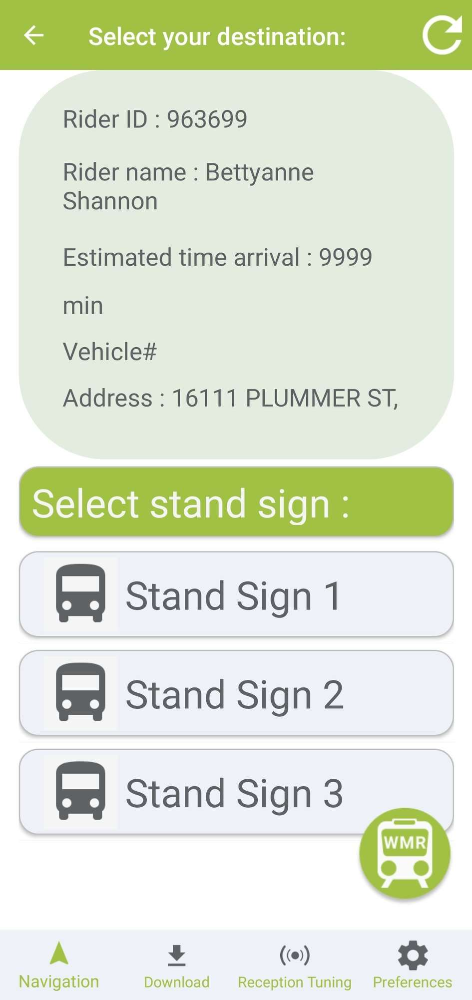 Select your destination:
Rider ID : 963699
Rider name : Bettyanne
Shannon
Estimated time arrival : 9999
min
Vehicle#
Address : 16111 PLUMMER ST,
Select stand sign :
Stand Sign 1
Stand Sign 2
Stand Sign 3
WMR
Navigation
Download
Reception Tuning
Preferences